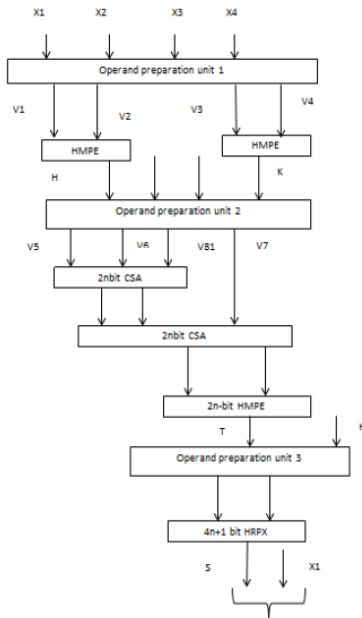 X1 X2 X3 X4
Operand preparation unit 1
V1 V2 V3 V4
HMPE HMPE
H K
Operand preparation unit 2
V5 V6 V81 V7
2nbit CSA
2nbit CSA
2n-bit HMPE
T
Operand preparation unit 3
4n+1 bit HRPX
S X1